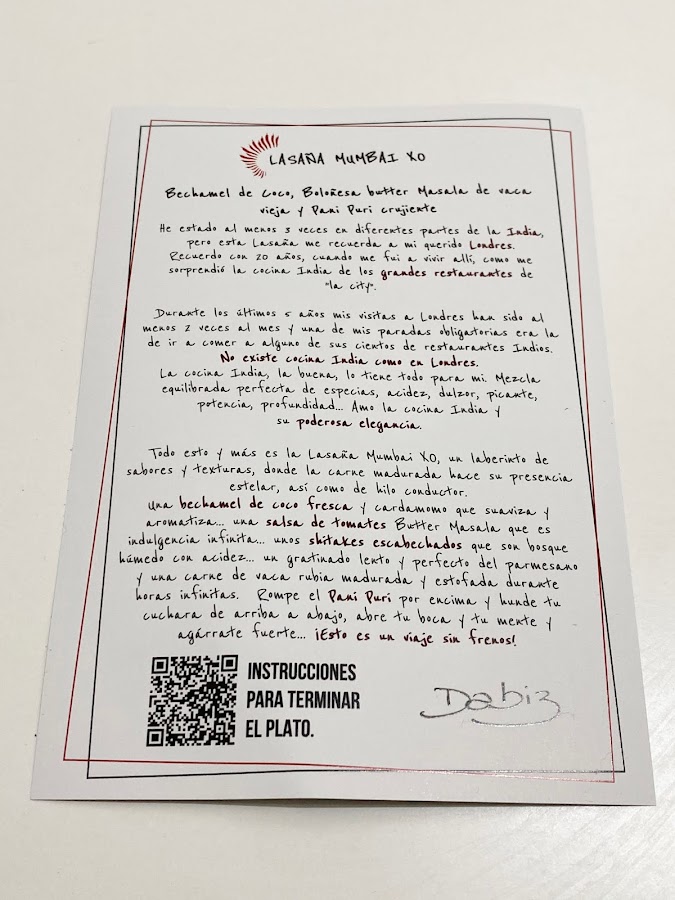 LASAÑA MUMBAI XO
Bechamel de Coco, Boloñesa butter Masala de vaca
vieja y Pani Puri crujiente
He estado al menos 3 veces en diferentes partes de la India,
pero esta Lasaña me recuerda a mi querido Londres.
Recuerdo con 20 años, cuando me fui a vivir allí, como me
sorprendió la cocina India de los grandes restaurantes de
"la city".
Durante los últimos 5 años mis visitas a Londres han sido al
menos 2 veces al mes y una de mis paradas obligatorias era la
de ir a comer a alguno de sus cientos de restaurantes Indios.
No existe cocina India como en Londres.
La cocina India, la buena, lo tiene todo para mi. Mezcla
equilibrada perfecta de especias, acidez, dulzor, picante,
potencia, profundidad... Amo la cocina India y
su poderosa elegancia.
Todo esto y más es la Lasaña Mumbai XO, un laberinto de
sabores y texturas, donde la carne madurada hace su presencia
estelar, así como de hilo conductor.
Una bechamel de coco fresca y cardamomo que suaviza y
aromatiza... una salsa de tomates Butter Masala que es
indulgencia infinita... unos shitakes escabechados que son bosque
húmedo con acidez... un gratinado lento y perfecto del parmesano
y una carne de vaca rubia madurada y estofada durante
horas infinitas. Rompe el Pani Puri por encima y hunde tu
cuchara de arriba a abajo, abre tu boca y tu mente y
agárrate fuerte... ¡Esto es un viaje sin frenos!
INSTRUCCIONES
PARA TERMINAR
EL PLATO.
Dabiz